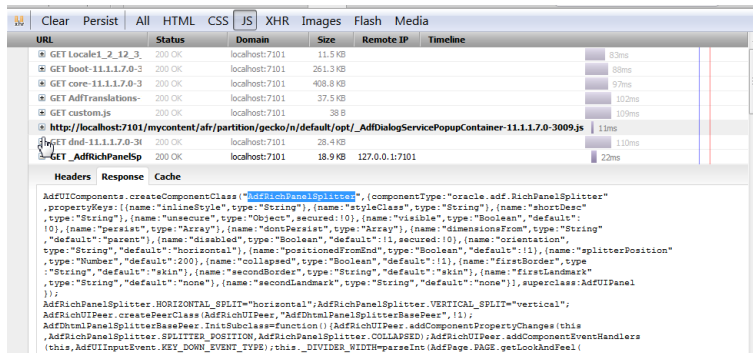 Clear Persist All HTML CSS JS XHR Images Flash Media
URL Status Domain Size Remote IP Timeline
GET Locale1_2_12_3_ 200 OK localhost:7101 11.5 KB 83ms
GET boot-11.1.1.7.0-3 200 OK localhost:7101 261.3 KB 88ms
GET core-11.1.1.7.0-3 200 OK localhost:7101 408.8 KB 97ms
GET AdfTranslations- 200 OK localhost:7101 37.5 KB 102ms
GET custom.js 200 OK localhost:7101 38 B 109ms
http://localhost:7101/mycontent/afr/partition/gecko/n/default/opt/_AdfDialogServicePopupContainer-11.1.1.7.0-3009.js 11ms
GET dnd-11.1.1.7.0-30 200 OK localhost:7101 28.4 KB 110ms
GET _AdfRichPanelSp 200 OK localhost:7101 18.9 KB 127.0.0.1:7101 22ms
Headers Response Cache
AdfUIComponents.createComponentClass("AdfRichPanelSplitter",{componentType:"oracle.adf.RichPanelSplitter"
,propertyKeys:[{name:"inlineStyle",type:"String"},{name:"styleClass",type:"String"},{name:"shortDesc"
,type:"String"},{name:"unsecure",type:"Object",secured:!0},{name:"visible",type:"Boolean","default":
!0},{name:"persist",type:"Array"},{name:"dontPersist",type:"Array"},{name:"dimensionsFrom",type:"String"
,"default":"parent"},{name:"disabled",type:"Boolean","default":!1,secured:!0},{name:"orientation",
type:"String","default":"horizontal"},{name:"positionedFromEnd",type:"Boolean","default":!1},{name:"splitterPosition"
,type:"Number","default":200},{name:"collapsed",type:"Boolean","default":!1},{name:"firstBorder",type
:"String","default":"skin"},{name:"secondBorder",type:"String","default":"skin"},{name:"firstLandmark"
,type:"String","default":"none"},{name:"secondLandmark",type:"String","default":"none"}],superclass:AdfUIPanel
});
AdfRichPanelSplitter.HORIZONTAL_SPLIT="horizontal";AdfRichPanelSplitter.VERTICAL_SPLIT="vertical";
AdfRichUIPeer.createPeerClass(AdfRichUIPeer,"AdfDhtmlPanelSplitterBasePeer",!1);
AdfDhtmlPanelSplitterBasePeer.InitSubclass=function(){AdfRichUIPeer.addComponentPropertyChanges(this
,AdfRichPanelSplitter.SPLITTER_POSITION,AdfRichPanelSplitter.COLLAPSED);AdfRichUIPeer.addComponentEventHandlers
(this,AdfUIInputEvent.KEY_DOWN_EVENT_TYPE);this._DIVIDER_WIDTH=parseInt(AdfPage.PAGE.getLookAndFeel(